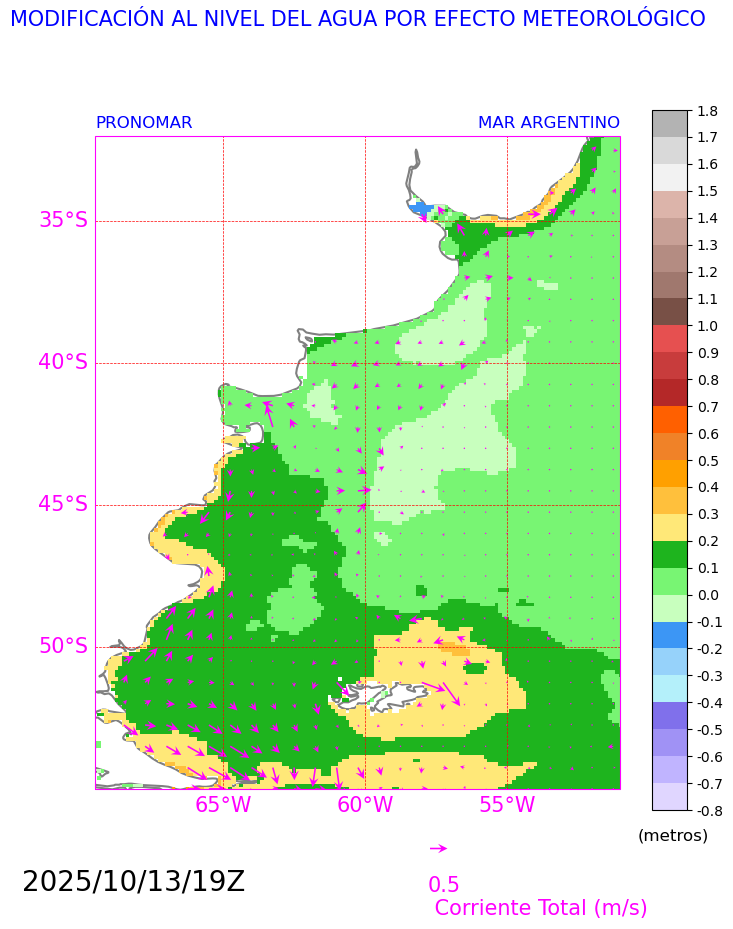 MODIFICACIÓN AL NIVEL DEL AGUA POR EFECTO METEOROLÓGICO
PRONOMAR
MAR ARGENTINO
35°S
40°S
45°S
50°S
65°W
60°W
55°W
1.8
1.7
1.6
1.5
1.4
1.3
1.2
1.1
1.0
0.9
0.8
0.7
0.6
0.5
0.4
0.3
0.2
0.1
0.0
-0.1
-0.2
-0.3
-0.4
-0.5
-0.6
-0.7
-0.8
(metros)
2025/10/13/19Z
0.5
Corriente Total (m/s)